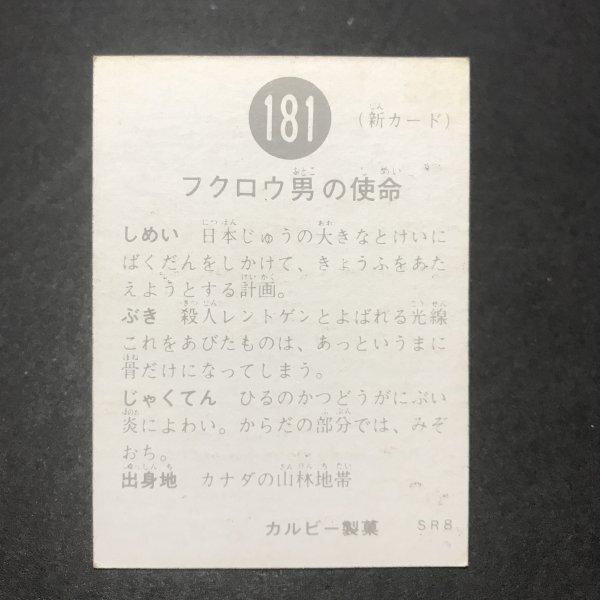 181
(新カード)
フクロウ男の使命
しめい 日本じゅうの大きなとけいに
ばくだんをしかけて、きょうふをあた
えようとする計画。
ぶき 殺人レントゲンとよばれる光線
これをあびたものは、あっというまに
骨だけになってしまう。
じゃくてん ひるのかつどうがにぶい
炎によわい。からだの部分では、みぞ
おち。
出身地 カナダの山林地帯
カルビー製菓 SR8